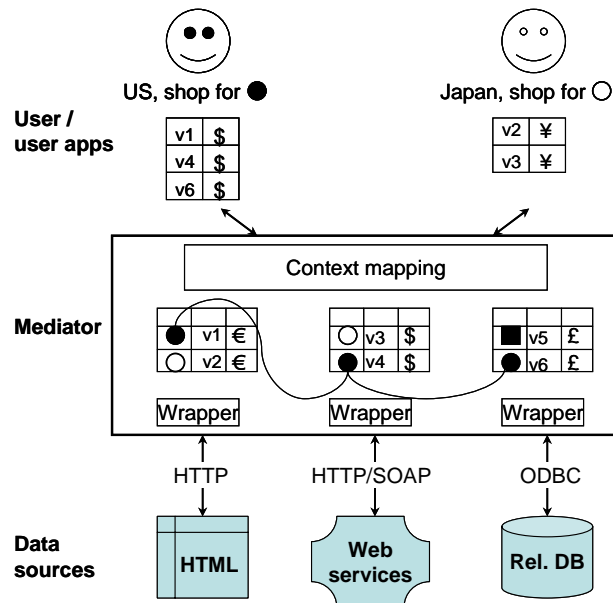 US, shop for
Japan, shop for
User /
user apps
v1 $
v4 $
v6 $
v2 ¥
v3 ¥
Context mapping
Mediator
v1 €
v2 €
v3 $
v4 $
v5 £
v6 £
Wrapper
Wrapper
Wrapper
HTTP
HTTP/SOAP
ODBC
Data
sources
HTML
Web
services
Rel. DB